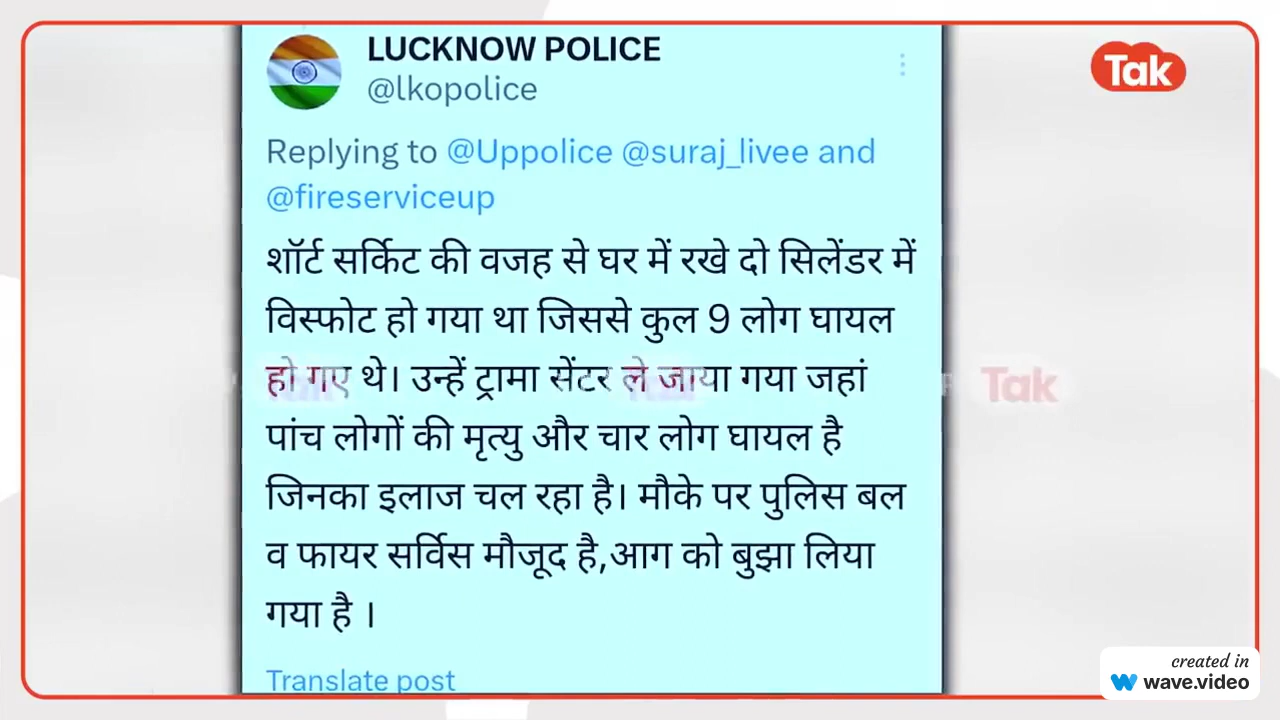 LUCKNOW POLICE
@lkopolice
Tak
Replying to @Uppolice @suraj_livee and
@fireserviceup
शॉर्ट सर्किट की वजह से घर में रखे दो सिलेंडर में
विस्फोट हो गया था जिससे कुल 9 लोग घायल
हो गए थे। उन्हें ट्रामा सेंटर ले जाया गया जहां
Tak
पांच लोगों की मृत्यु और चार लोग घायल है
जिनका इलाज चल रहा है। मौके पर पुलिस बल
व फायर सर्विस मौजूद है,आग को बुझा लिया
गया है ।
Translate post
created in
wave.video